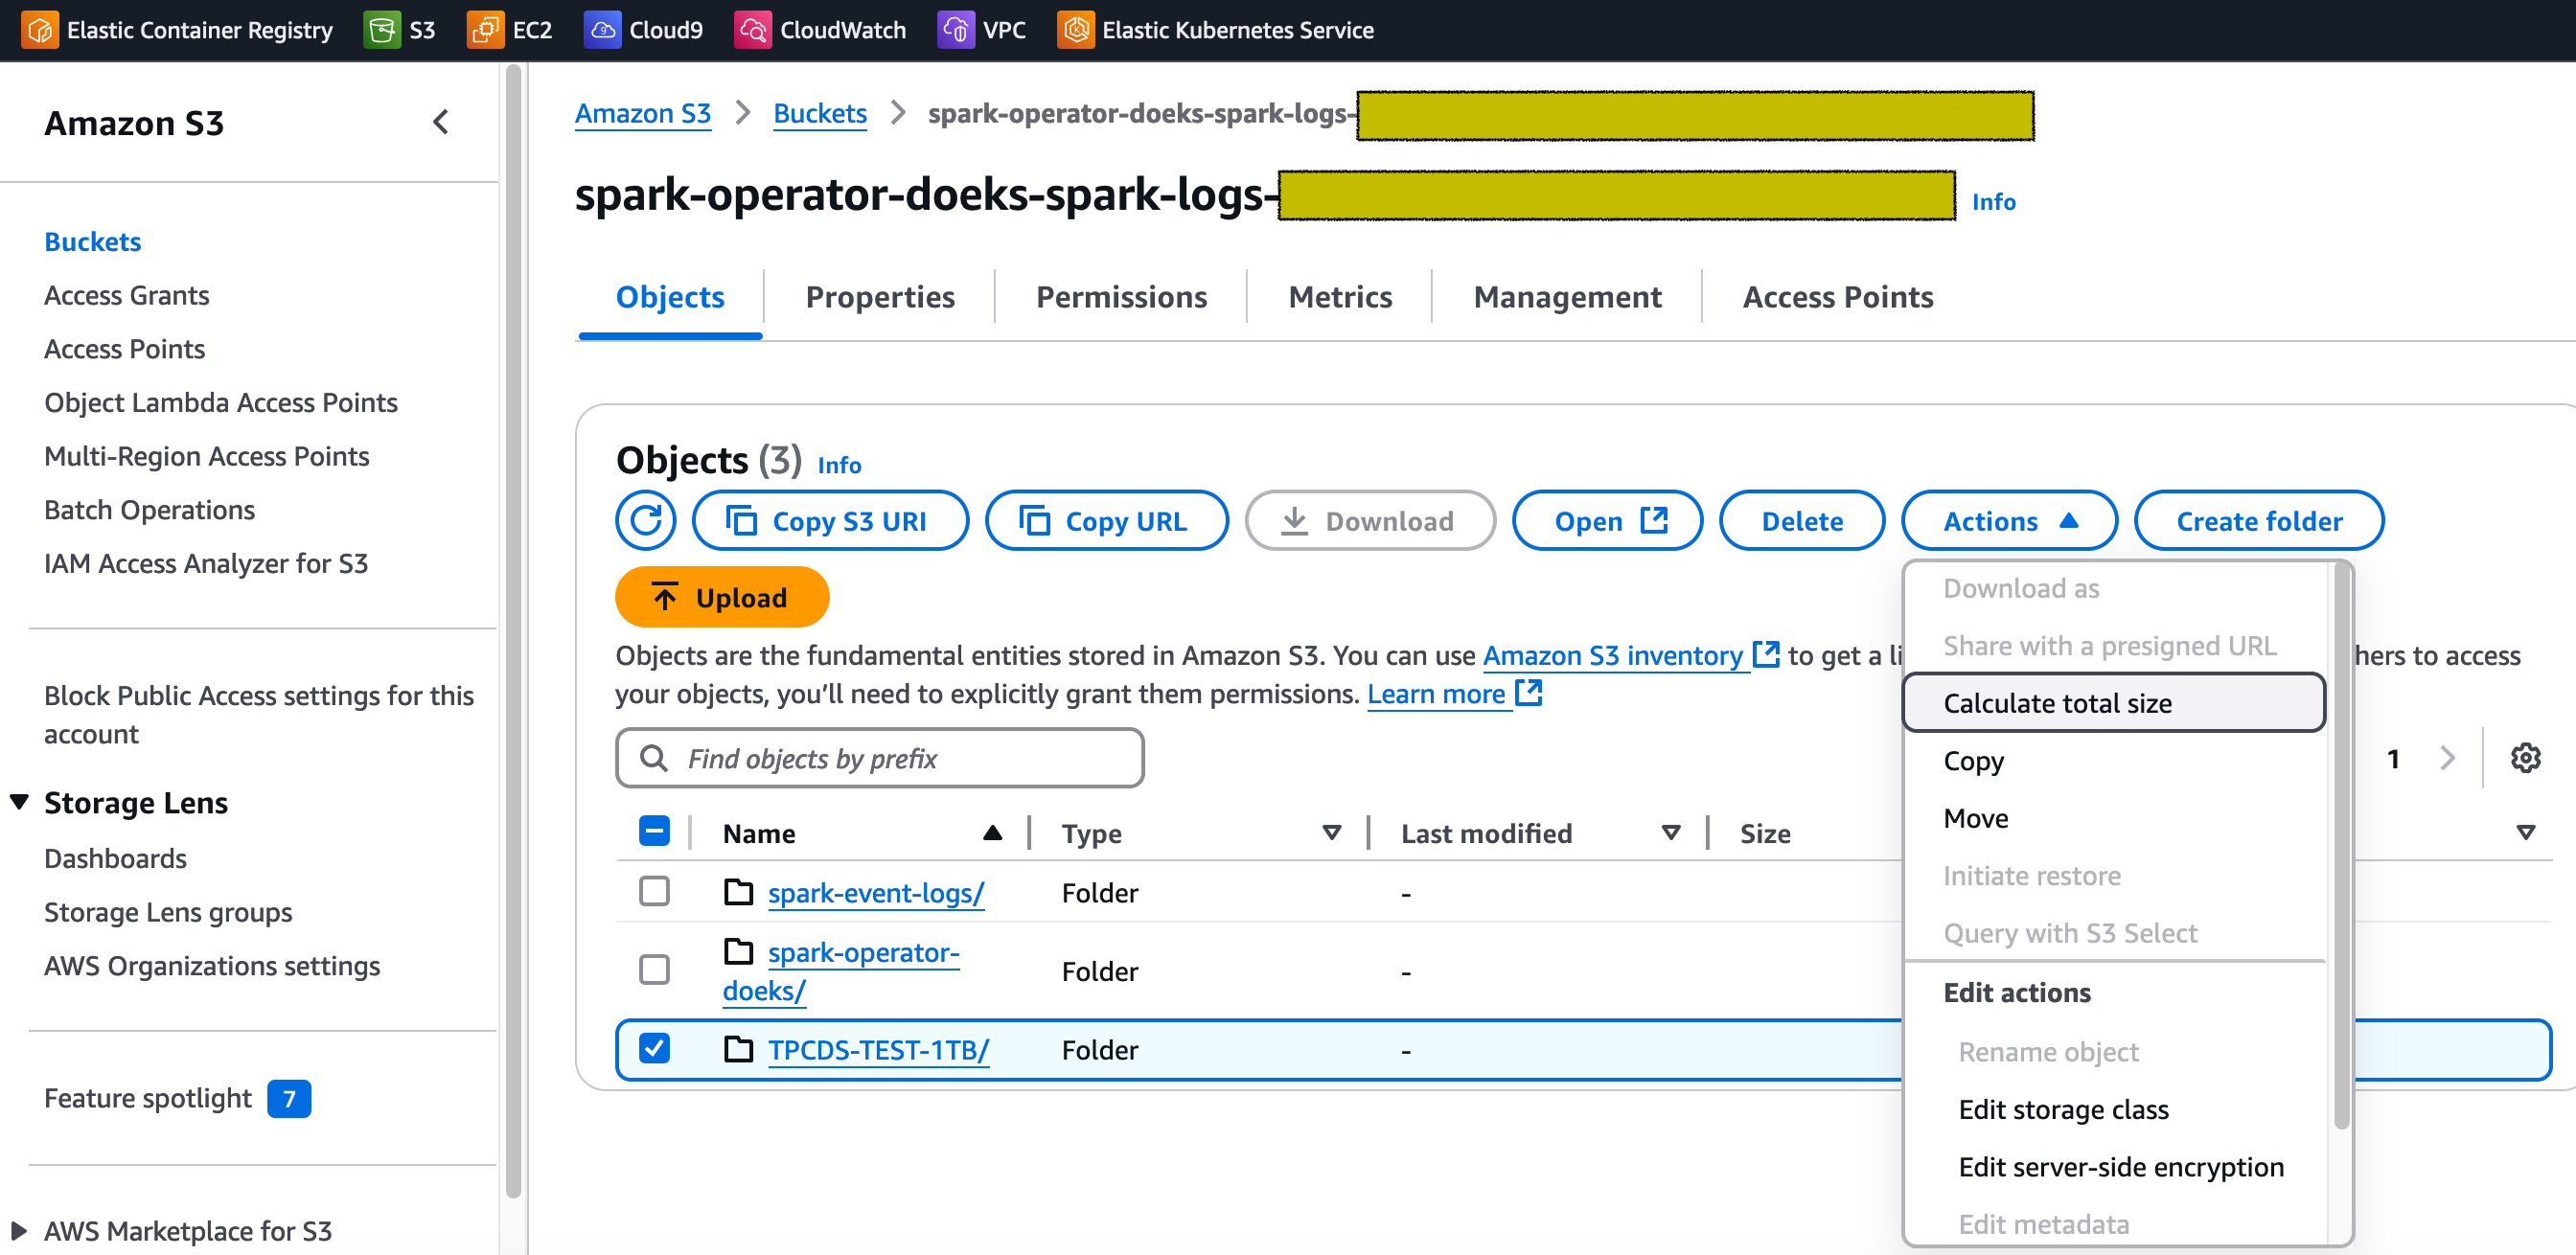 Elastic Container Registry S3 EC2 Cloud9 CloudWatch VPC Elastic Kubernetes Service
Amazon S3
Buckets
Access Grants
Access Points
Object Lambda Access Points
Multi-Region Access Points
Batch Operations
IAM Access Analyzer for S3
Block Public Access settings for this
account
Storage Lens
Dashboards
Storage Lens groups
AWS Organizations settings
Feature spotlight 7
AWS Marketplace for S3
Amazon S3 > Buckets > spark-operator-doeks-spark-logs-
spark-operator-doeks-spark-logs- Info
Objects Properties Permissions Metrics Management Access Points
Objects (3) Info
Copy S3 URI Copy URL Download Open Delete Actions Create folder
Upload
Objects are the fundamental entities stored in Amazon S3. You can use Amazon S3 inventory to get a li hers to access
your objects, you’ll need to explicitly grant them permissions. Learn more
Find objects by prefix
1
Name Type Last modified Size
spark-event-logs/ Folder -
spark-operator-
doeks/ Folder -
TPCDS-TEST-1TB/ Folder -
Download as
Share with a presigned URL
Calculate total size
Copy
Move
Initiate restore
Query with S3 Select
Edit actions
Rename object
Edit storage class
Edit server-side encryption
Edit metadata